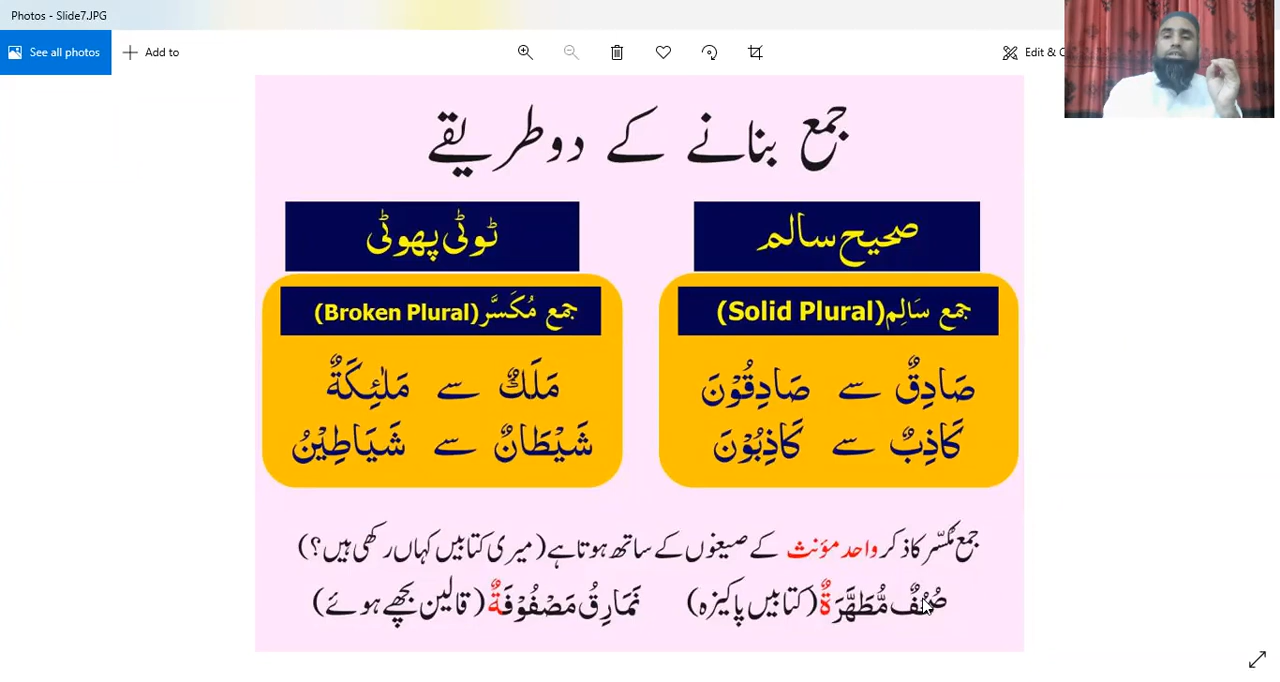 Photos - Slide7.JPG
See all photos
Add to
Edit & C
جمع بنانے کے دو طریقے
صحیح سالم
ٹوٹی پھوٹی
جمع سَالِم(Solid Plural)
جمع مُکَسَّر(Broken Plural)
صَادِقٌ سے صَادِقُوْنَ
مَلَكٌ سے مَلٰئِكَةٌ
كَاذِبٌ سے كَاذِبُوْنَ
شَيْطَانٌ سے شَيَاطِيْنُ
جمع مُکسّر کا ذکر واحد مؤنث کے صیغوں کے ساتھ ہوتا ہے (میری کتابیں کہاں رکھی ہیں؟)
صُحُفٌ مُّطَهَّرَةٌ (کتابیں پاکیزہ) نَمَارِقُ مَصْفُوْفَةٌ (قالین بچھے ہوئے)